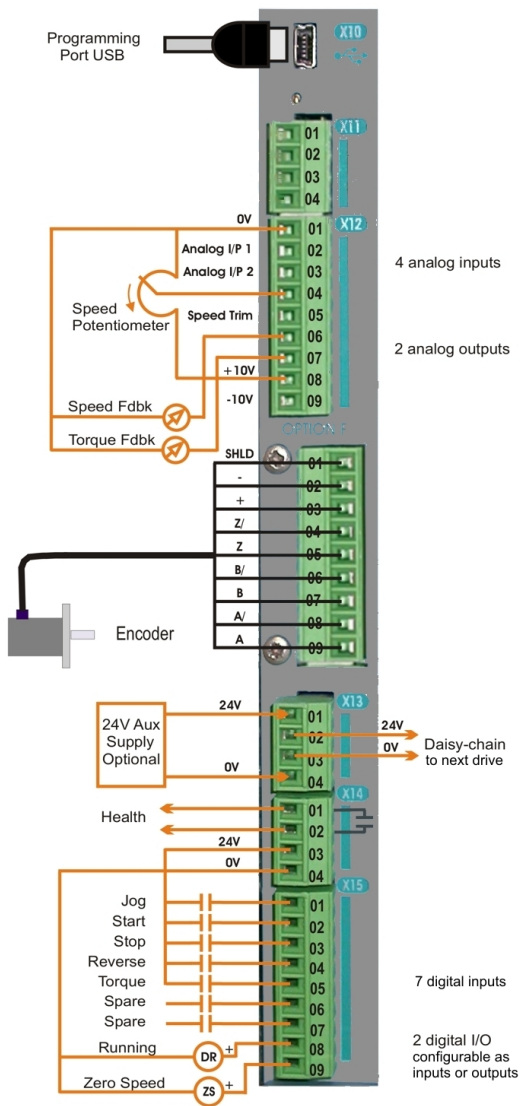 Programming
Port USB
X10
X11
01
02
03
04
0V
X12
01
Analog I/P 1
02
Analog I/P 2
03
4 analog inputs
04
Speed
Potentiometer
Speed Trim
05
06
2 analog outputs
07
+10V
08
Speed Fdbk
-10V
09
Torque Fdbk
OPTION F
SHLD
01
-
02
+
03
Z/
04
Z
05
B/
06
B
07
Encoder
A/
08
A
09
X13
24V
01
24V Aux
Supply
Optional
02
24V
0V
Daisy-chain
to next drive
03
0V
04
X14
Health
01
02
24V
03
0V
04
X15
Jog
01
Start
02
Stop
03
Reverse
04
Torque
05
7 digital inputs
Spare
06
Spare
07
Running
DR
+
08
2 digital I/O
configurable as
inputs or outputs
Zero Speed
ZS
+
09